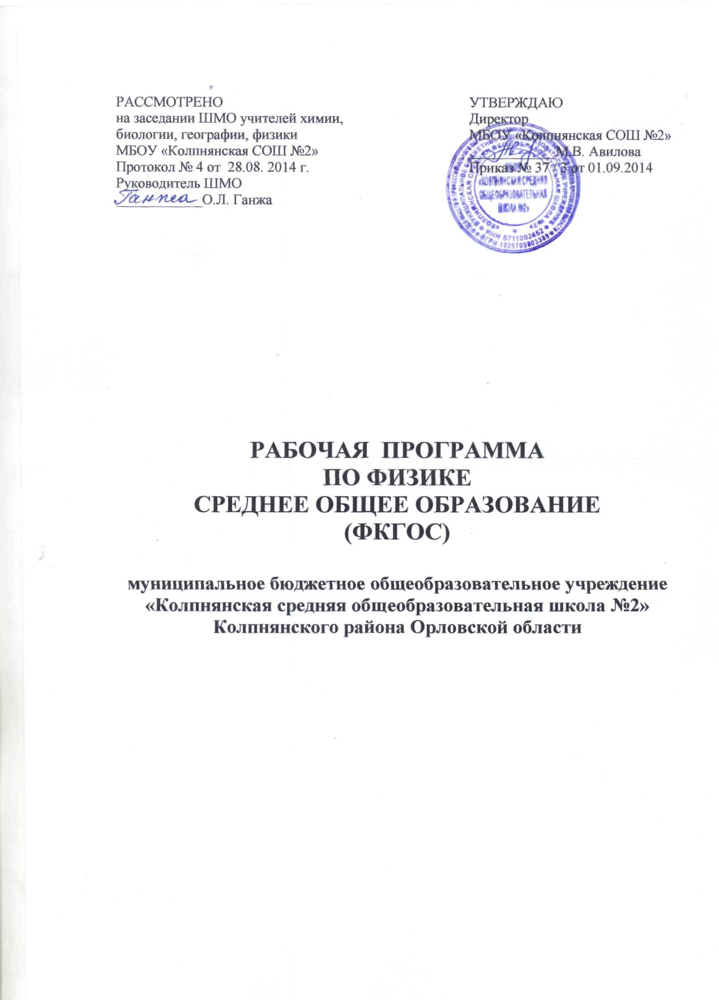 РАССМОТРЕНО
на заседании ШМО учителей химии,
биологии, географии, физики
МБОУ «Колпнянская СОШ №2»
Протокол № 4 от 28.08. 2014 г.
Руководитель ШМО
Ганжа О.Л. Ганжа
УТВЕРЖДАЮ
Директор
МБОУ «Колпнянская СОШ №2»
М.В. Авилова
Приказ № 37 - 3 от 01.09.2014
«КОЛПНЯНСКАЯ СРЕДНЯЯ
ОБЩЕОБРАЗОВАТЕЛЬНАЯ
ШКОЛА №2»
ИНН 5711002452
ОГРН 1025700603389
РАБОЧАЯ ПРОГРАММА
ПО ФИЗИКЕ
СРЕДНЕЕ ОБЩЕЕ ОБРАЗОВАНИЕ
(ФКГОС)
муниципальное бюджетное общеобразовательное учреждение
«Колпнянская средняя общеобразовательная школа №2»
Колпнянского района Орловской области